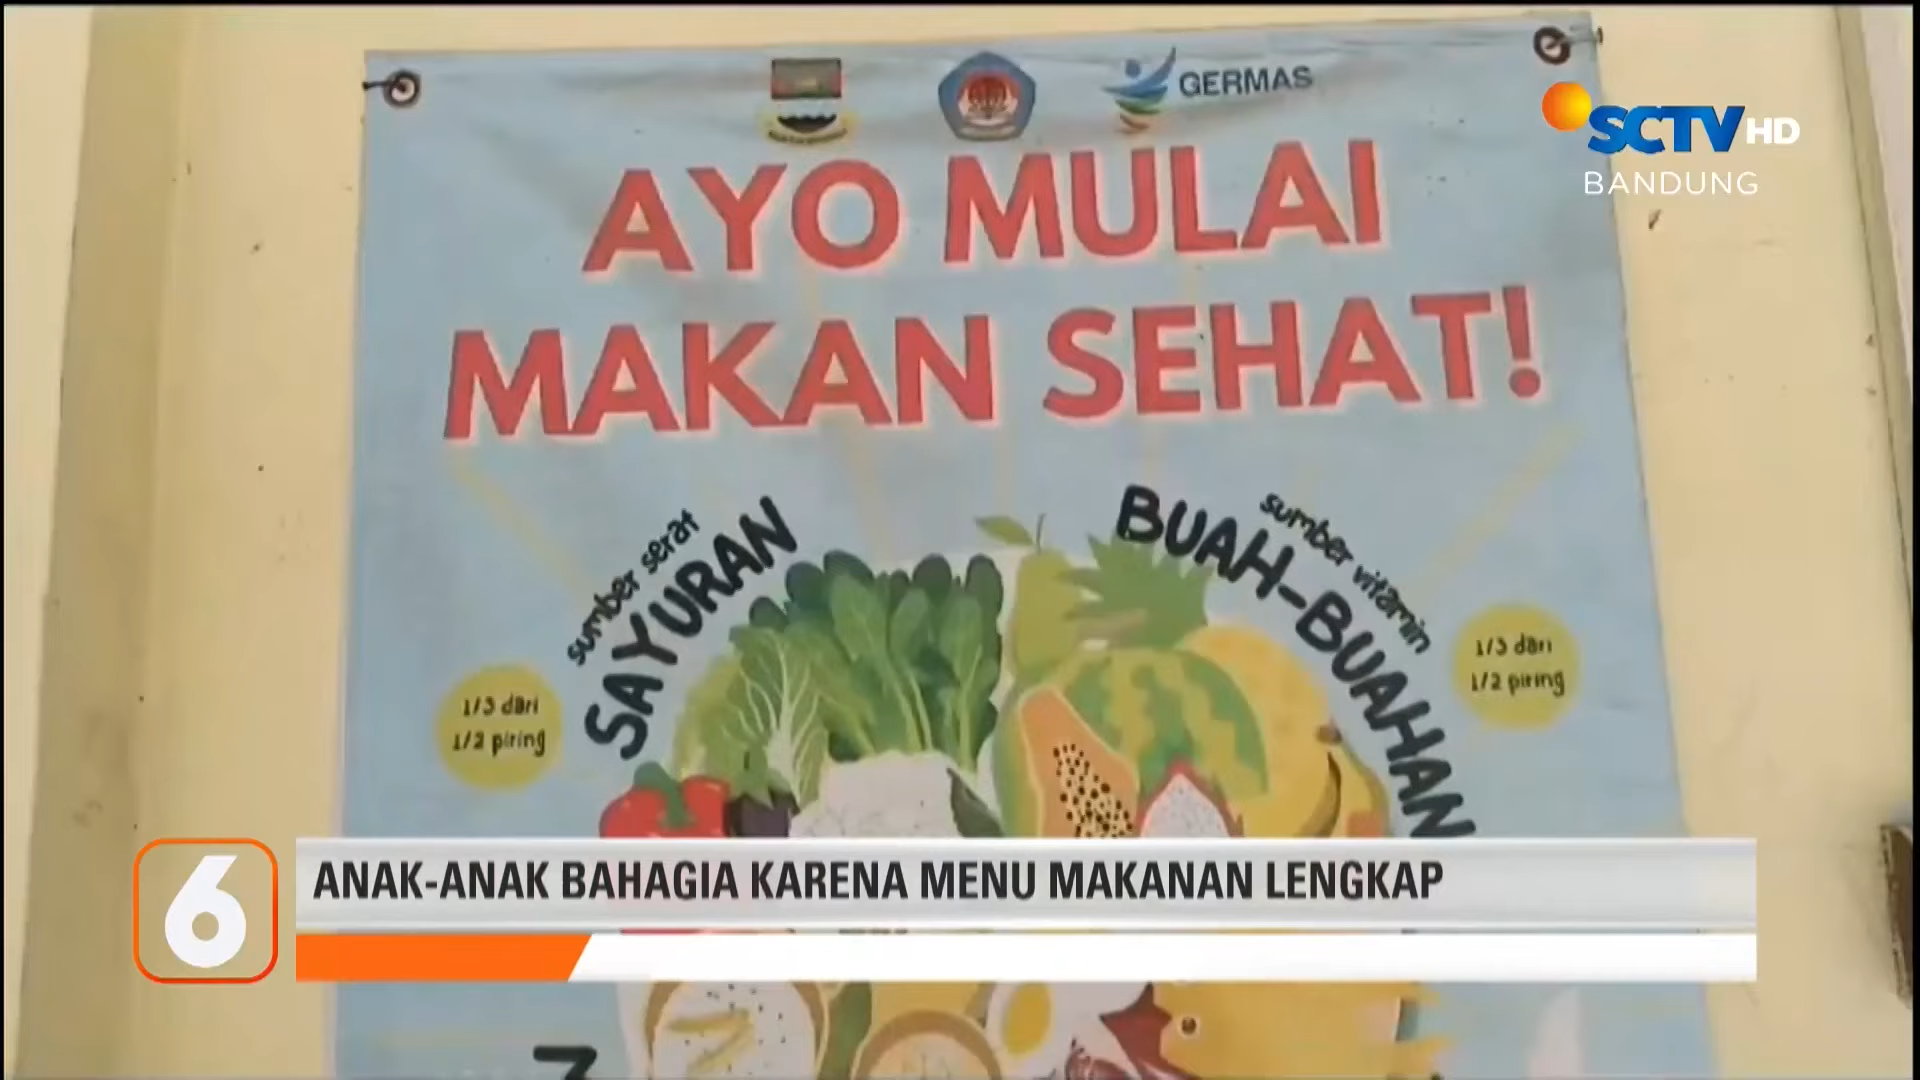 GERMAS
SCTV HD
BANDUNG
AYO MULAI
MAKAN SEHAT!
sumber serat
SAYURAN
BUAH-BUAHAN
sumber vitamin
1/3 dari
1/2 piring
1/3 dari
1/2 piring
6
ANAK-ANAK BAHAGIA KARENA MENU MAKANAN LENGKAP